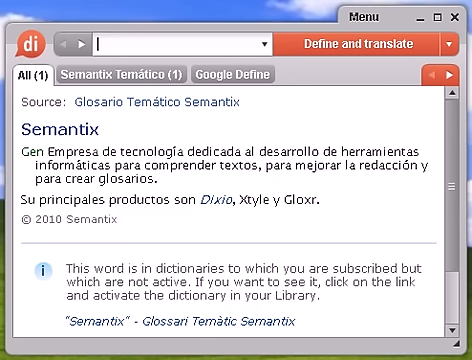 Menu
di
Define and translate
All (1) Semantix Temático (1) Google Define
Source: Glosario Temático Semantix
Semantix
Gen Empresa de tecnología dedicada al desarrollo de herramientas
informáticas para comprender textos, para mejorar la redacción y
para crear glosarios.
Su principales productos son Dixio, Xtyle y Gloxr.
© 2010 Semantix
i
This word is in dictionaries to which you are subscribed but
which are not active. If you want to see it, click on the link
and activate the dictionary in your Library.
"Semantix" - Glossari Temàtic Semantix